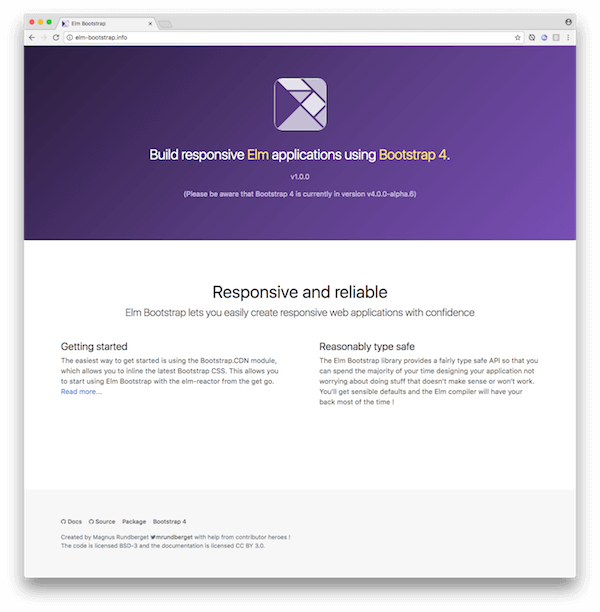 Elm Bootstrap
elm-bootstrap.info
Build responsive Elm applications using Bootstrap 4.
v1.0.0
(Please be aware that Bootstrap 4 is currently in version v4.0.0-alpha.6)
Responsive and reliable
Elm Bootstrap lets you easily create responsive web applications with confidence
Getting started
The easiest way to get started is using the Bootstrap.CDN module,
which allows you to inline the latest Bootstrap CSS. This allows you
to start using Elm Bootstrap with the elm-reactor from the get go.
Read more...
Reasonably type safe
The Elm Bootstrap library provides a fairly type safe API so that you
can spend the majority of your time designing your application not
worrying about doing stuff that doesn't make sense or won't work.
You'll get sensible defaults and the Elm compiler will have your
back most of the time !
Docs Source Package Bootstrap 4
Created by Magnus Rundberget mrundberget with help from contributor heroes !
The code is licensed BSD-3 and the documentation is licensed CC BY 3.0.